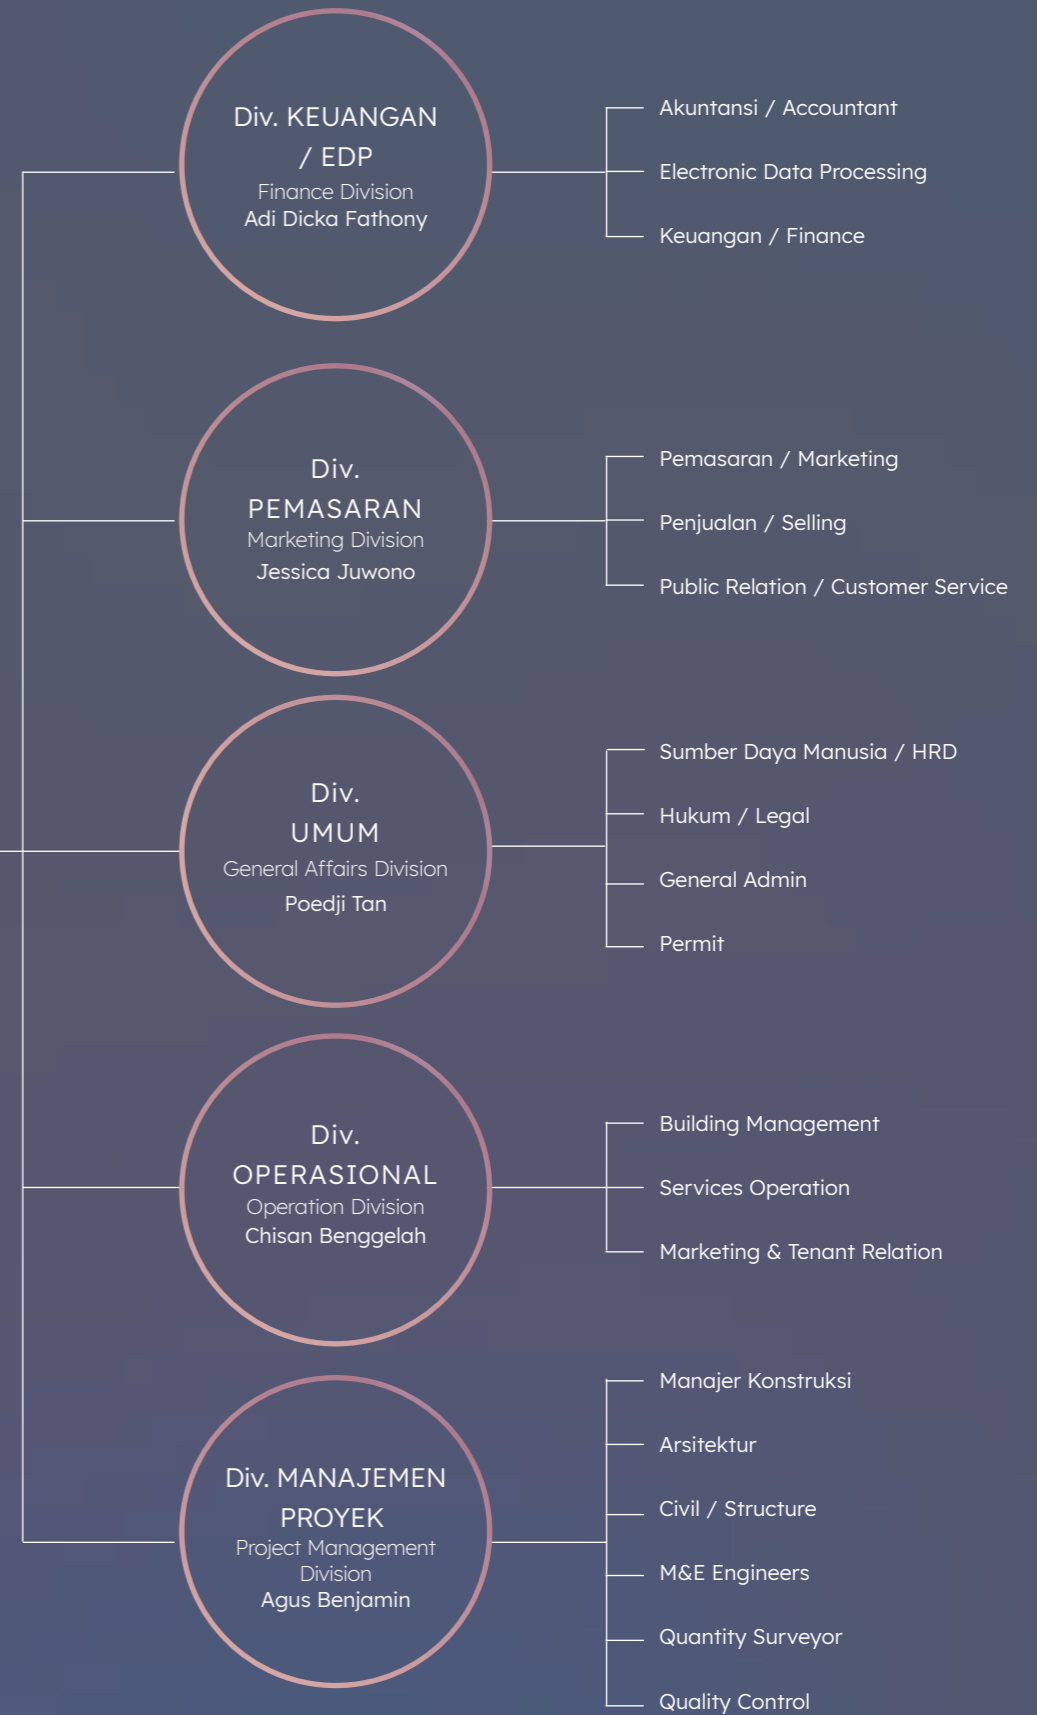 Div. KEUANGAN
/ EDP
Finance Division
Adi Dicka Fathony
Akuntansi / Accountant
Electronic Data Processing
Keuangan / Finance
Div.
PEMASARAN
Marketing Division
Jessica Juwono
Pemasaran / Marketing
Penjualan / Selling
Public Relation / Customer Service
Div.
UMUM
General Affairs Division
Poedji Tan
Sumber Daya Manusia / HRD
Hukum / Legal
General Admin
Permit
Div.
OPERASIONAL
Operation Division
Chisan Benggelah
Building Management
Services Operation
Marketing & Tenant Relation
Div. MANAJEMEN
PROYEK
Project Management
Division
Agus Benjamin
Manajer Konstruksi
Arsitektur
Civil / Structure
M&E Engineers
Quantity Surveyor
Quality Control